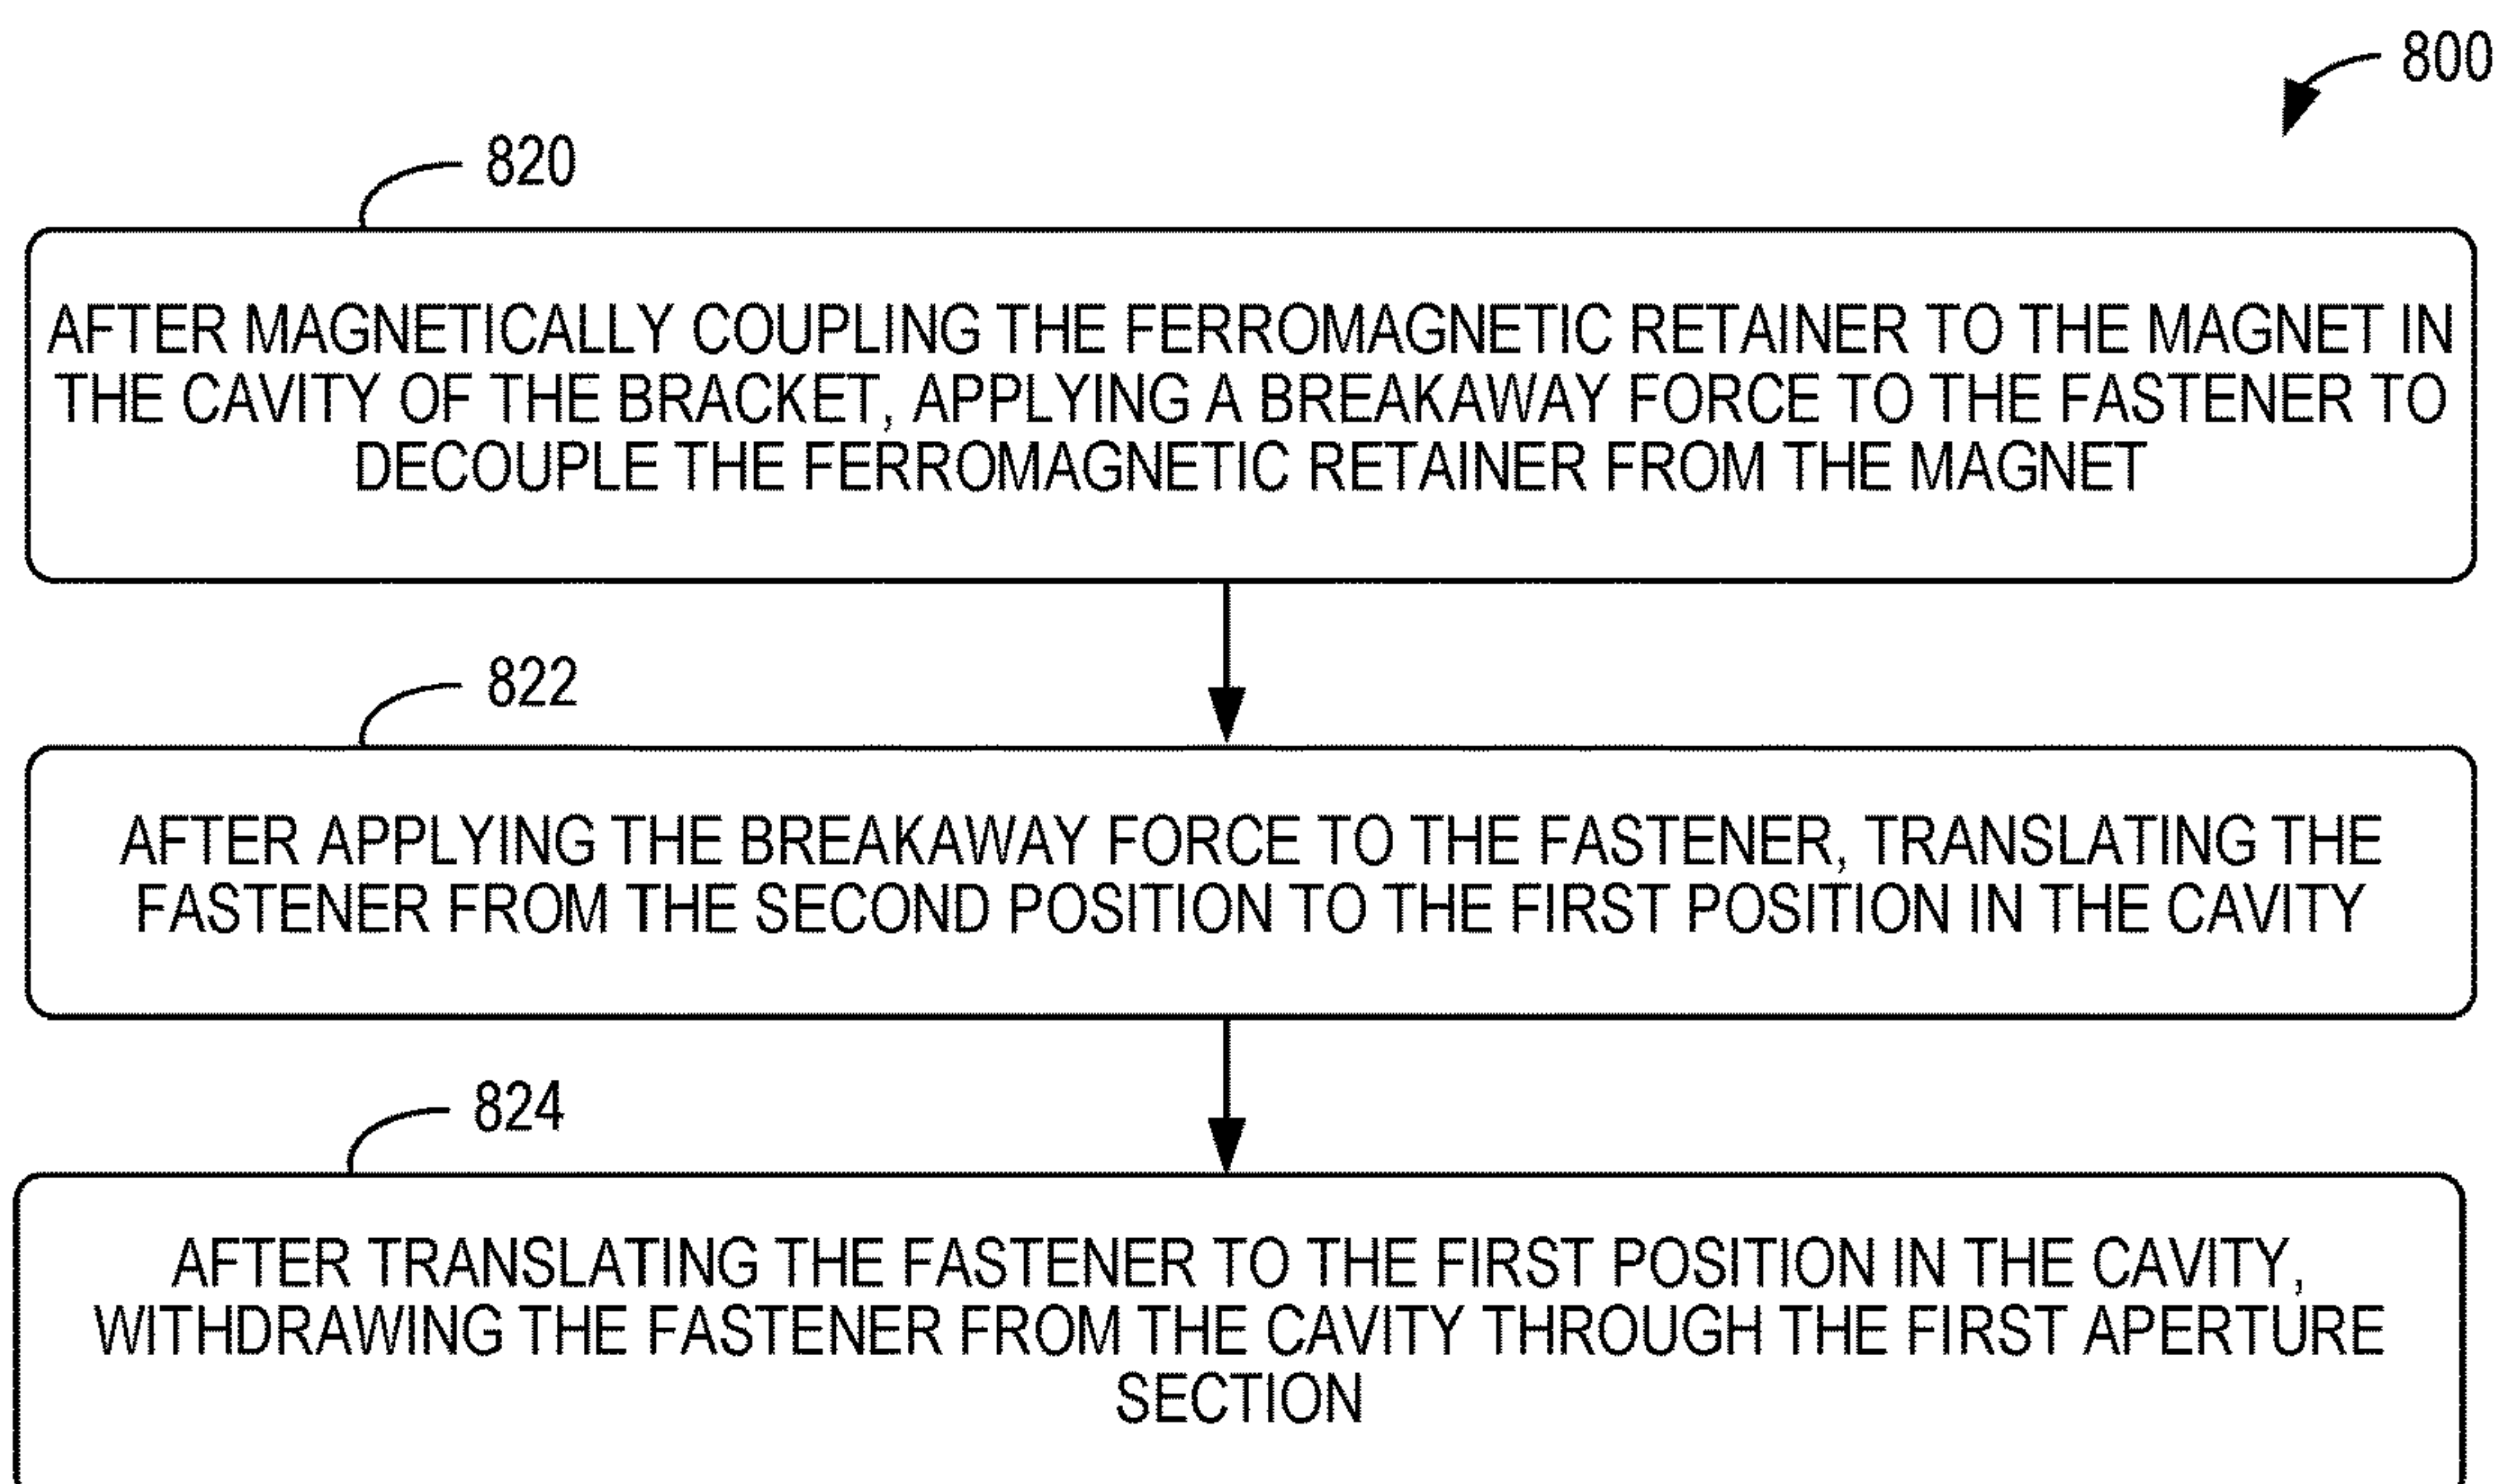 800
820
AFTER MAGNETICALLY COUPLING THE FERROMAGNETIC RETAINER TO THE MAGNET IN
THE CAVITY OF THE BRACKET, APPLYING A BREAKAWAY FORCE TO THE FASTENER TO
DECOUPLE THE FERROMAGNETIC RETAINER FROM THE MAGNET
822
AFTER APPLYING THE BREAKAWAY FORCE TO THE FASTENER, TRANSLATING THE
FASTENER FROM THE SECOND POSITION TO THE FIRST POSITION IN THE CAVITY
824
AFTER TRANSLATING THE FASTENER TO THE FIRST POSITION IN THE CAVITY,
WITHDRAWING THE FASTENER FROM THE CAVITY THROUGH THE FIRST APERTURE
SECTION